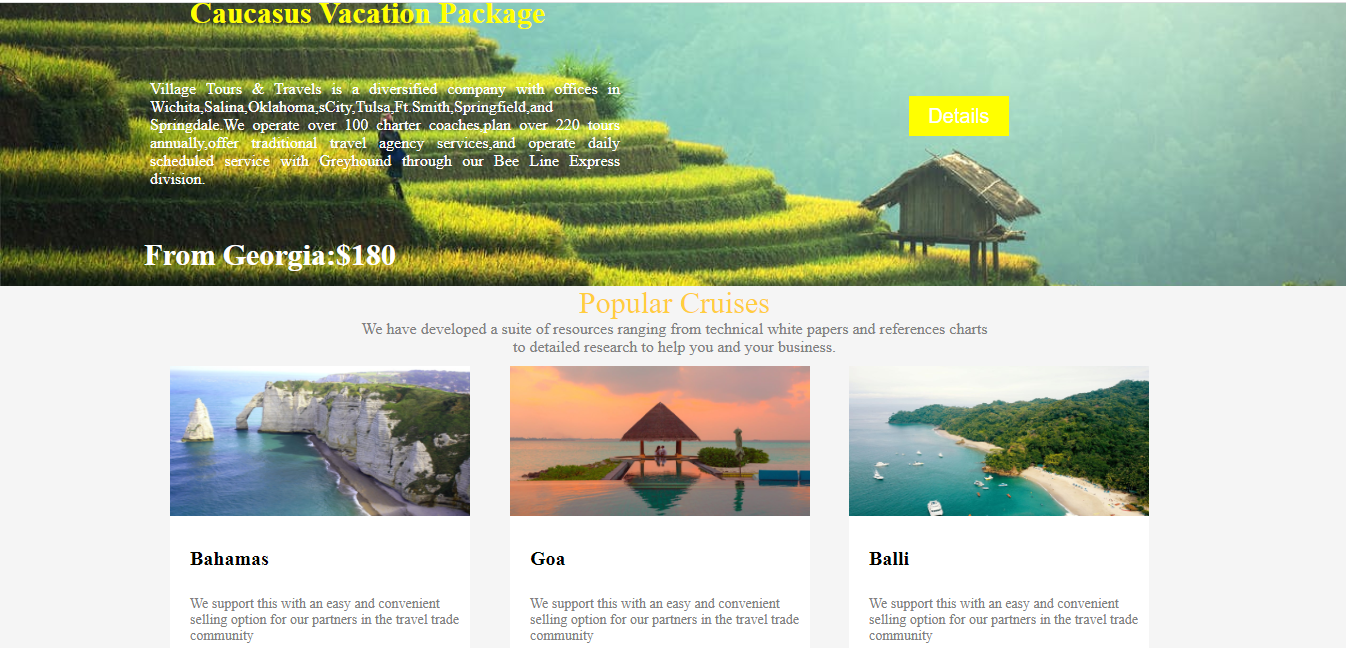 Caucasus Vacation Package
Village Tours & Travels is a diversified company with offices in
Wichita,Salina,Oklahoma,sCity,Tulsa,Ft.Smith,Springfield,and
Springdale.We operate over 100 charter coaches,plan over 220 tours
annually,offer traditional travel agency services,and operate daily
scheduled service with Greyhound through our Bee Line Express
division.
Details
From Georgia:$180
Popular Cruises
We have developed a suite of resources ranging from technical white papers and references charts
to detailed research to help you and your business.
Bahamas
We support this with an easy and convenient
selling option for our partners in the travel trade
community
Goa
We support this with an easy and convenient
selling option for our partners in the travel trade
community
Balli
We support this with an easy and convenient
selling option for our partners in the travel trade
community